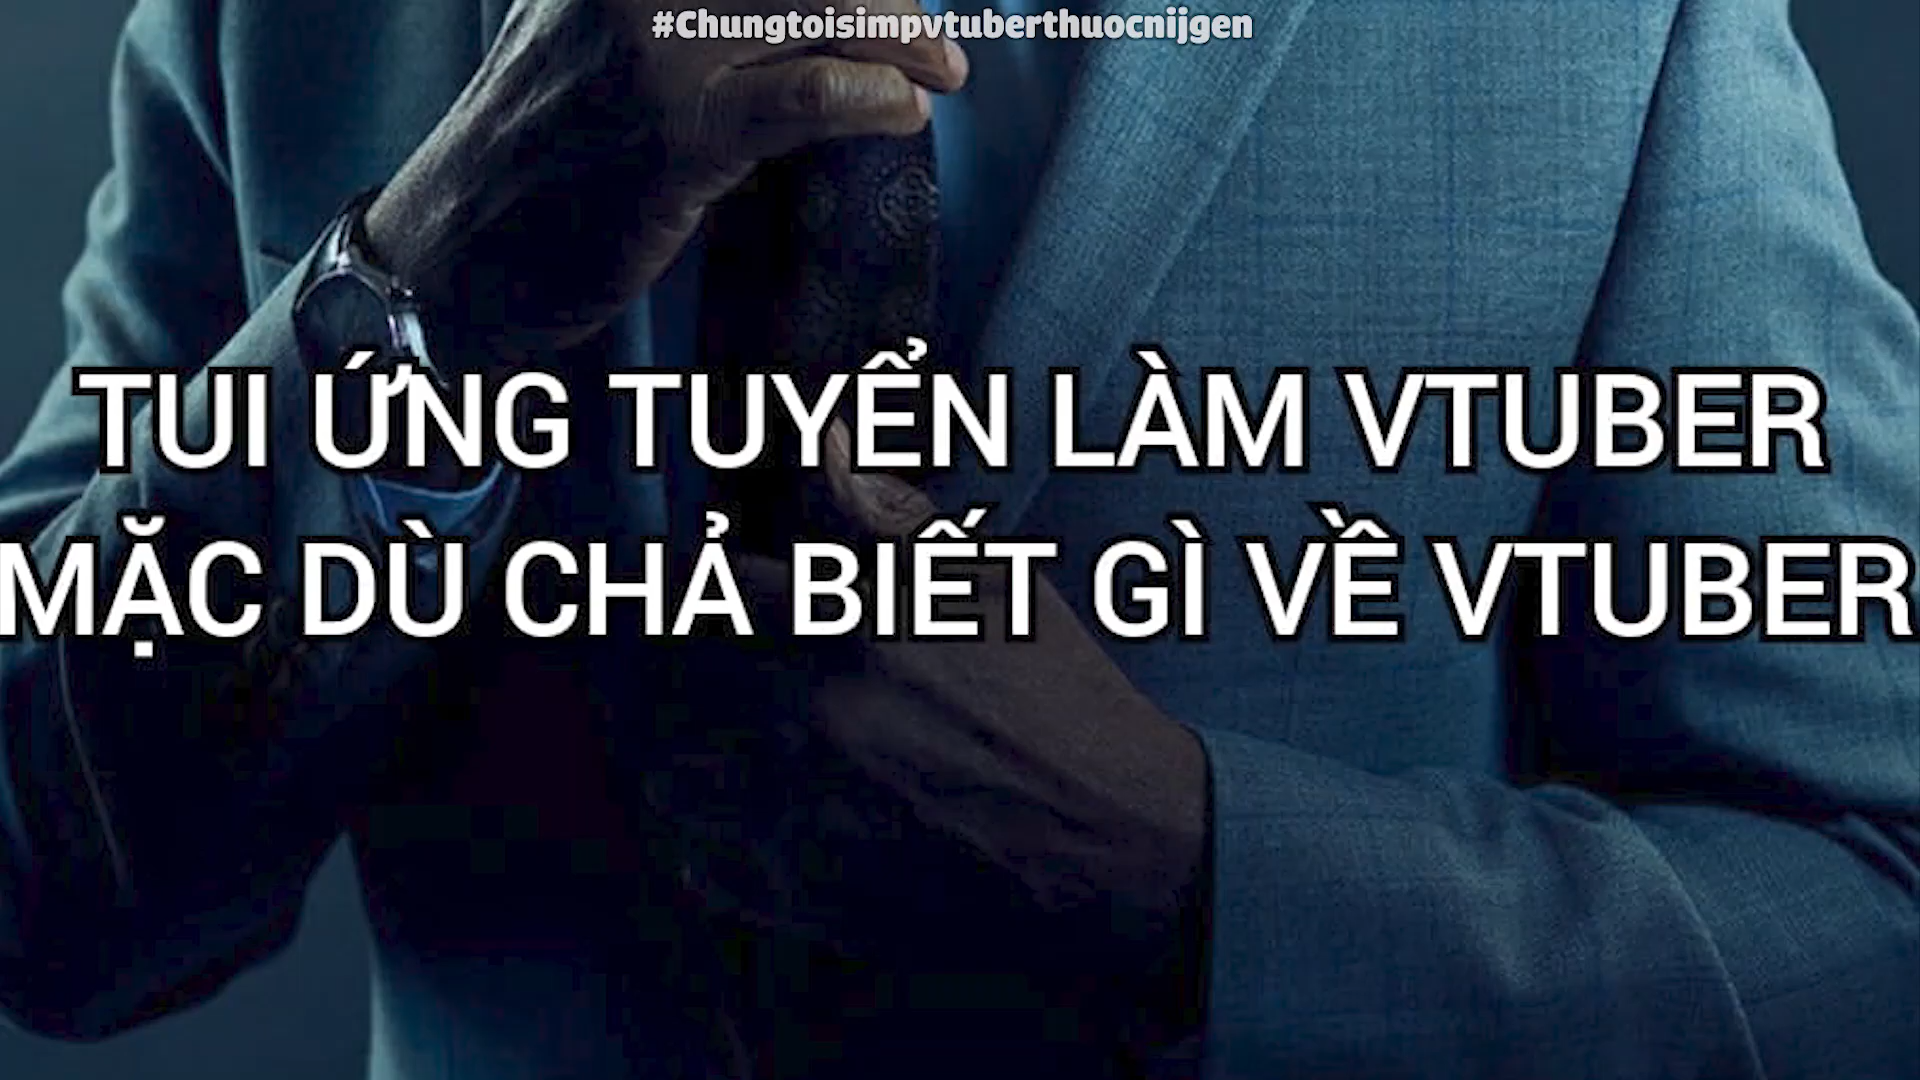 #Chungtoisimpvtuberthuocnijgen
TUI ỨNG TUYỂN LÀM VTUBER
MẶC DÙ CHẢ BIẾT GÌ VỀ VTUBER